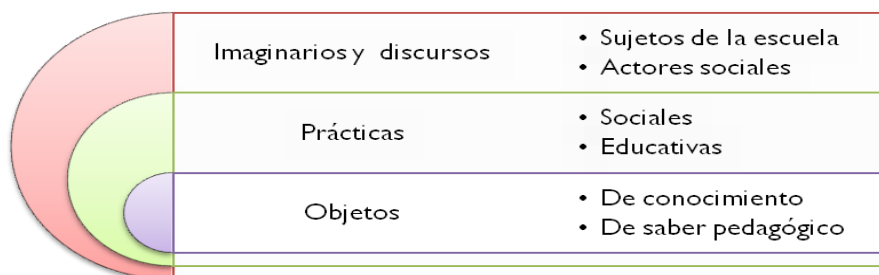 Imaginarios y discursos
• Sujetos de la escuela
• Actores sociales
Prácticas
• Sociales
• Educativas
Objetos
• De conocimiento
• De saber pedagógico